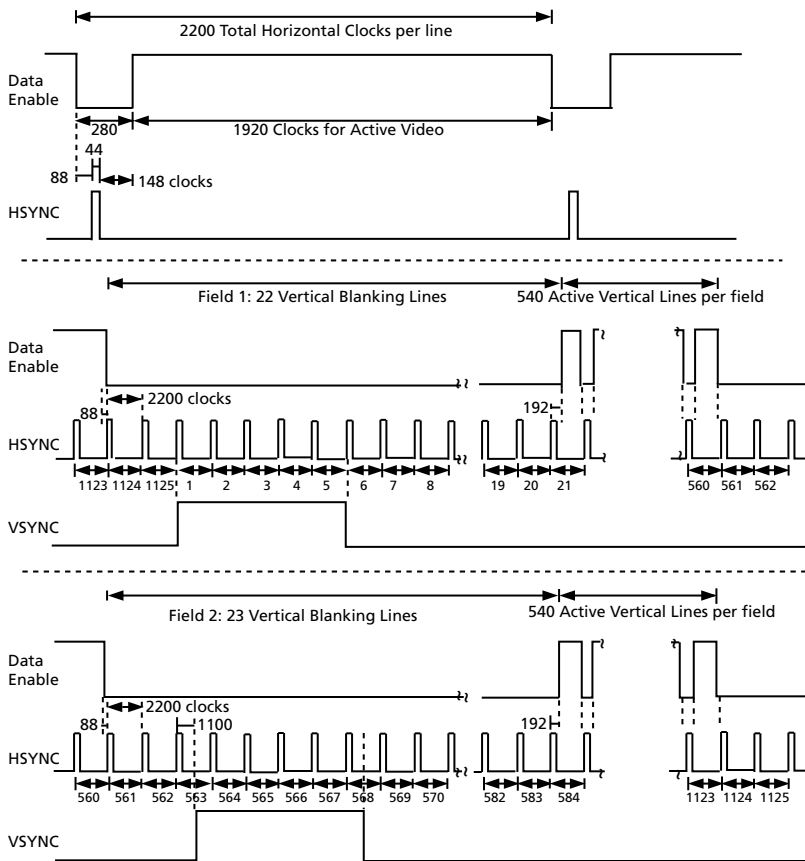 2200 Total Horizontal Clocks per line
Data
Enable
280
1920 Clocks for Active Video
44
88
148 clocks
HSYNC
Field 1: 22 Vertical Blanking Lines
540 Active Vertical Lines per field
Data
Enable
2200 clocks
88
192
HSYNC
1123 1124 1125 1 2 3 4 5 6 7 8 19 20 21 560 561 562
VSYNC
Field 2: 23 Vertical Blanking Lines
540 Active Vertical Lines per field
Data
Enable
2200 clocks
88
1100
192
HSYNC
560 561 562 563 564 565 566 567 568 569 570 582 583 584 1123 1124 1125
VSYNC